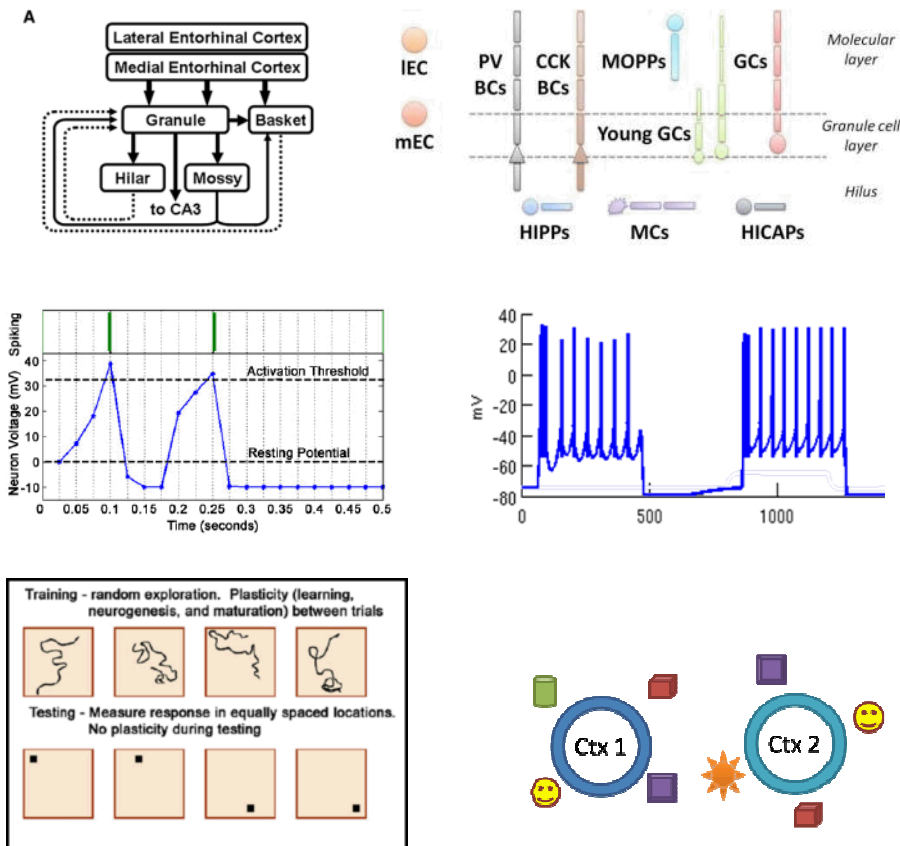 A
Lateral Entorhinal Cortex
Medial Entorhinal Cortex
Granule
Basket
Hilar
Mossy
to CA3
lEC
mEC
PV
BCs
CCK
BCs
MOPPs
GCs
Young GCs
HIPPs
MCs
HICAPs
Molecular
layer
Granule cell
layer
Hilus
Spiking
Neuron Voltage (mV)
40
30
20
10
0
-10
Activation Threshold
Resting Potential
0 0.05 0.1 0.15 0.2 0.25 0.3 0.35 0.4 0.45 0.5
Time (seconds)
mV
40
20
0
-20
-40
-60
-80
0 500 1000
Training - random exploration. Plasticity (learning,
neurogenesis, and maturation) between trials
Testing - Measure response in equally spaced locations.
No plasticity during testing
Ctx 1
Ctx 2